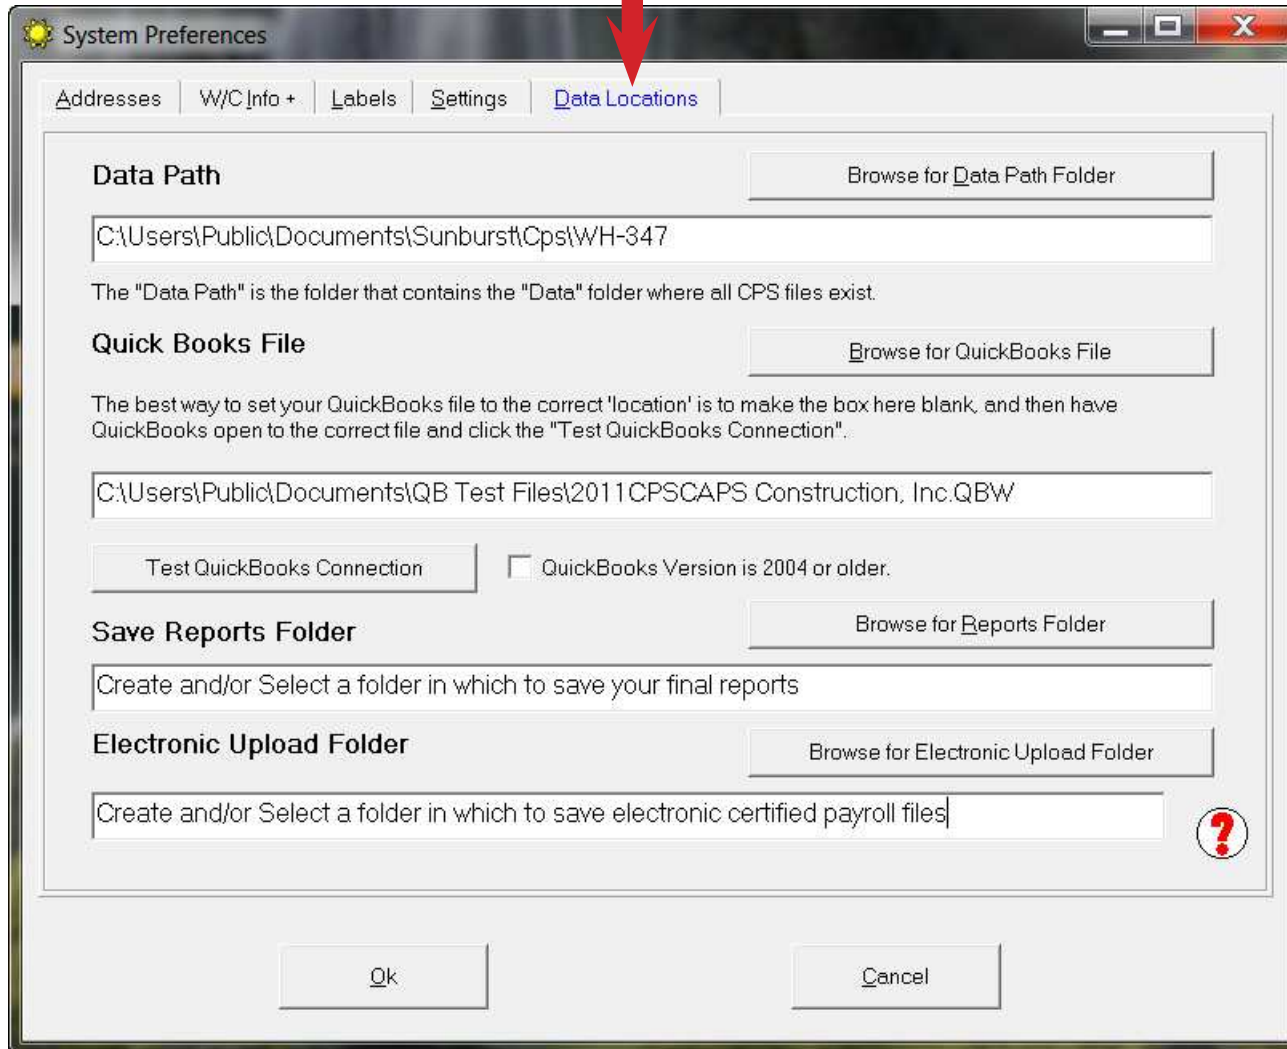 System Preferences
Addresses W/C Info + Labels Settings Data Locations
Data Path
Browse for Data Path Folder
C:\Users\Public\Documents\Sunburst\Cps\WH-347
The "Data Path" is the folder that contains the "Data" folder where all CPS files exist.
Quick Books File
Browse for QuickBooks File
The best way to set your QuickBooks file to the correct 'location' is to make the box here blank, and then have
QuickBooks open to the correct file and click the "Test QuickBooks Connection".
C:\Users\Public\Documents\QB Test Files\2011CPSCAPS Construction, Inc.QBW
Test QuickBooks Connection
QuickBooks Version is 2004 or older.
Save Reports Folder
Browse for Reports Folder
Create and/or Select a folder in which to save your final reports
Electronic Upload Folder
Browse for Electronic Upload Folder
Create and/or Select a folder in which to save electronic certified payroll files
?
Ok
Cancel